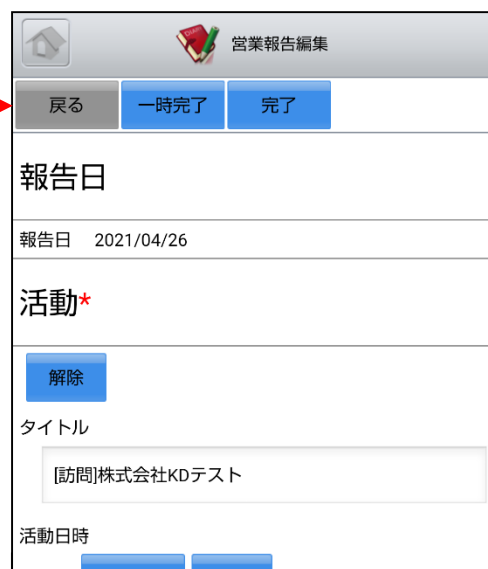 営業報告編集
戻る 一時完了 完了
報告日
報告日 2021/04/26
活動*
解除
タイトル
[訪問]株式会社KDテスト
活動日時